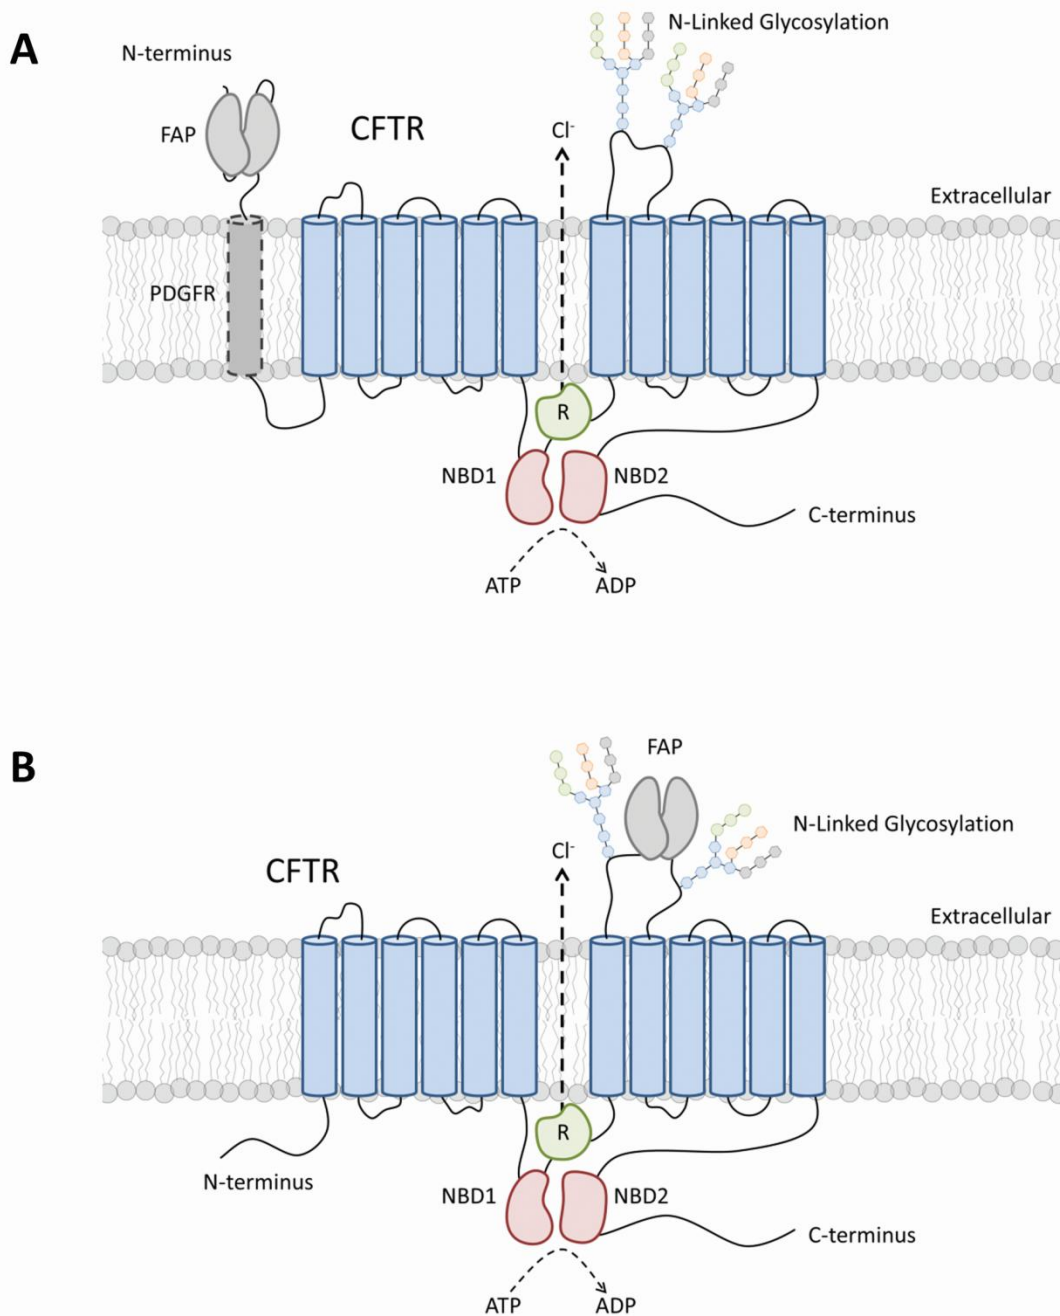 A
N-terminus
FAP
CFTR
N-Linked Glycosylation
Cl⁻
Extracellular
PDGFR
R
NBD1
NBD2
C-terminus
ATP
ADP
B
FAP
N-Linked Glycosylation
Cl⁻
CFTR
Extracellular
R
N-terminus
NBD1
NBD2
C-terminus
ATP
ADP